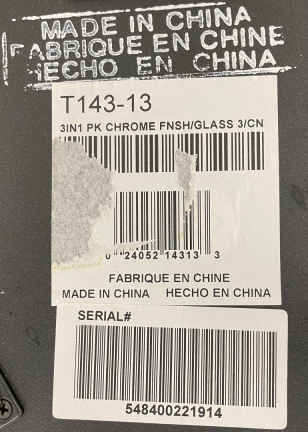 MADE IN CHINA
FABRIQUE EN CHINE
HECHO EN CHINA
T143-13
3IN1 PK CHROME FNSH/GLASS 3/CN
0 24052 14313 3
FABRIQUE EN CHINE
MADE IN CHINA HECHO EN CHINA
SERIAL#
548400221914